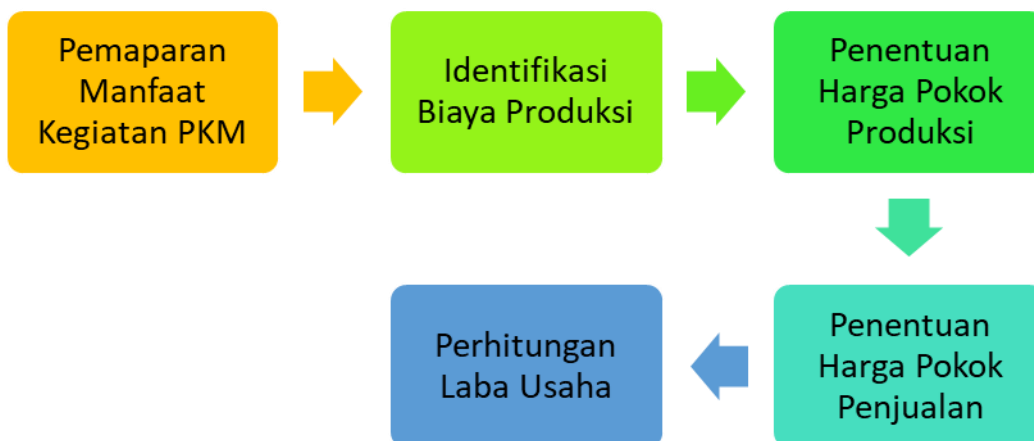 Pemaparan
Manfaat
Kegiatan PKM
Identifikasi
Biaya Produksi
Penentuan
Harga Pokok
Produksi
Penentuan
Harga Pokok
Penjualan
Perhitungan
Laba Usaha